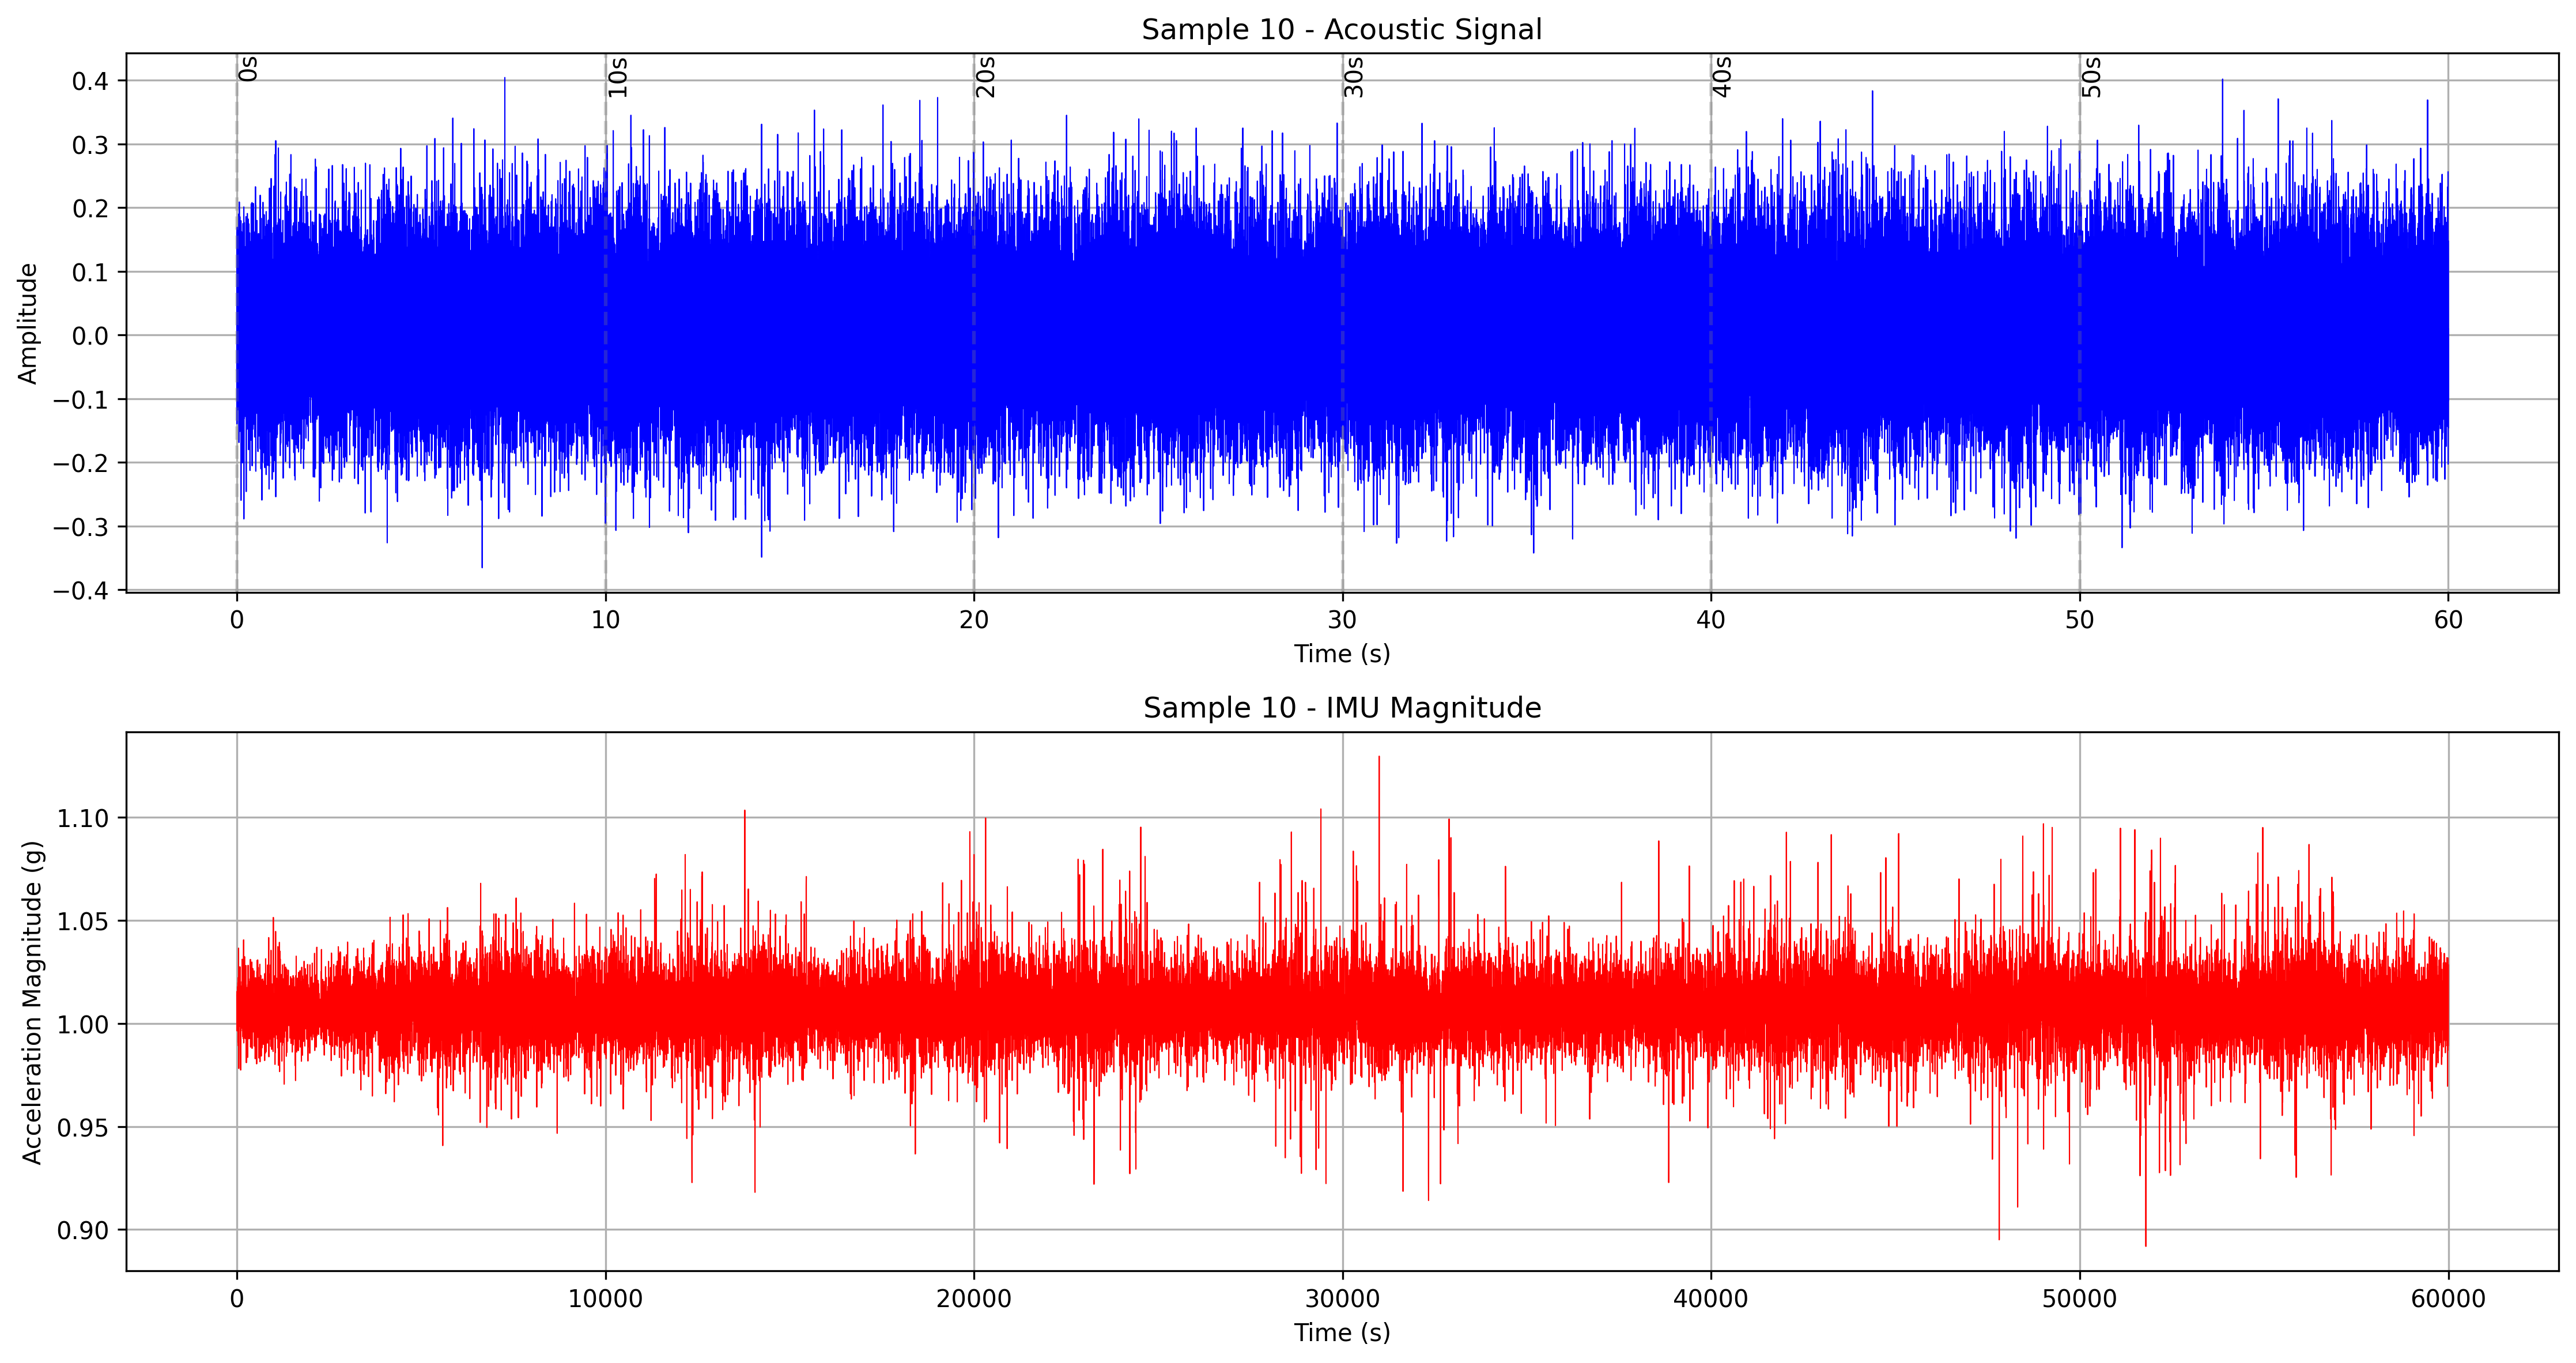 Sample 10 - Acoustic Signal
0s 10s 20s 30s 40s 50s
0.4
0.3
0.2
0.1
0.0
−0.1
−0.2
−0.3
−0.4
Amplitude
0 10 20 30 40 50 60
Time (s)
Sample 10 - IMU Magnitude
1.10
1.05
1.00
0.95
0.90
Acceleration Magnitude (g)
0 10000 20000 30000 40000 50000 60000
Time (s)